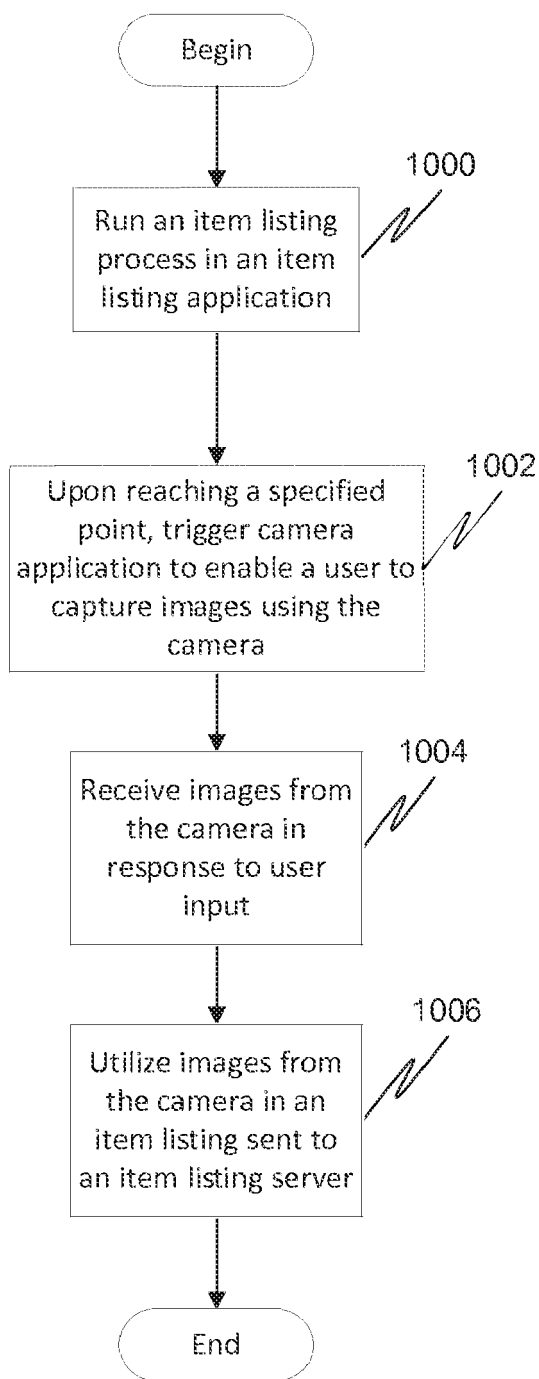 Begin
1000
Run an item listing
process in an item
listing application
1002
Upon reaching a specified
point, trigger camera
application to enable a user to
capture images using the
camera
1004
Receive images from
the camera in
response to user
input
1006
Utilize images from
the camera in an
item listing sent to
an item listing server
End